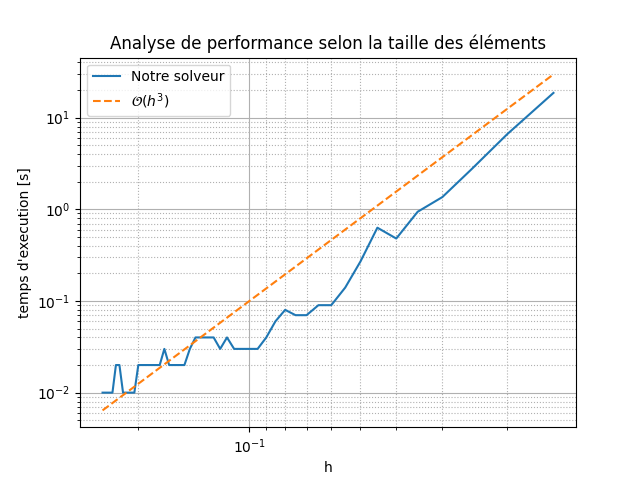 Analyse de performance selon la taille des éléments
Notre solveur
𝒪(h³)
temps d'execution [s]
10¹
10⁰
10⁻¹
10⁻²
10⁻¹
h